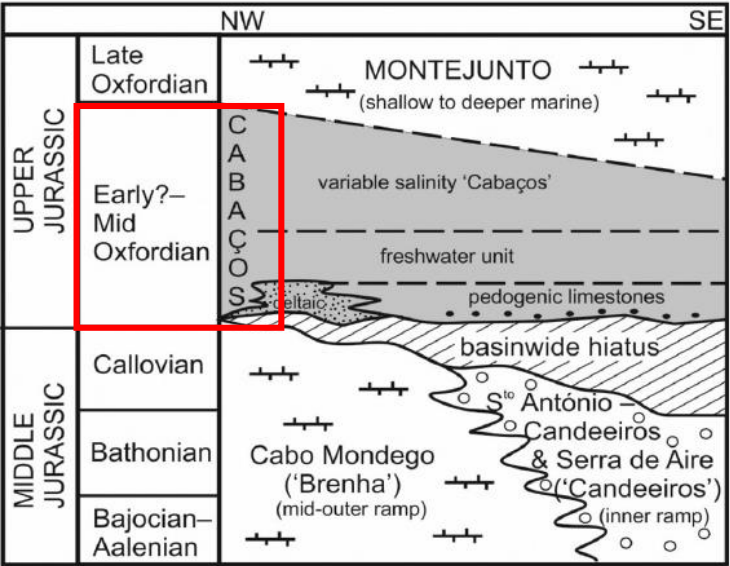 NW
SE
UPPER
JURASSIC
Late
Oxfordian
MONTEJUNTO
(shallow to deeper marine)
Early?–
Mid
Oxfordian
CABAÇOS
variable salinity 'Cabaços'
freshwater unit
deltaic
pedogenic limestones
basinwide hiatus
MIDDLE
JURASSIC
Callovian
Bathonian
Bajocian–
Aalenian
Cabo Mondego
('Brenha')
(mid-outer ramp)
Sto António –
Candeeiros
& Serra de Aire
('Candeeiros')
(inner ramp)